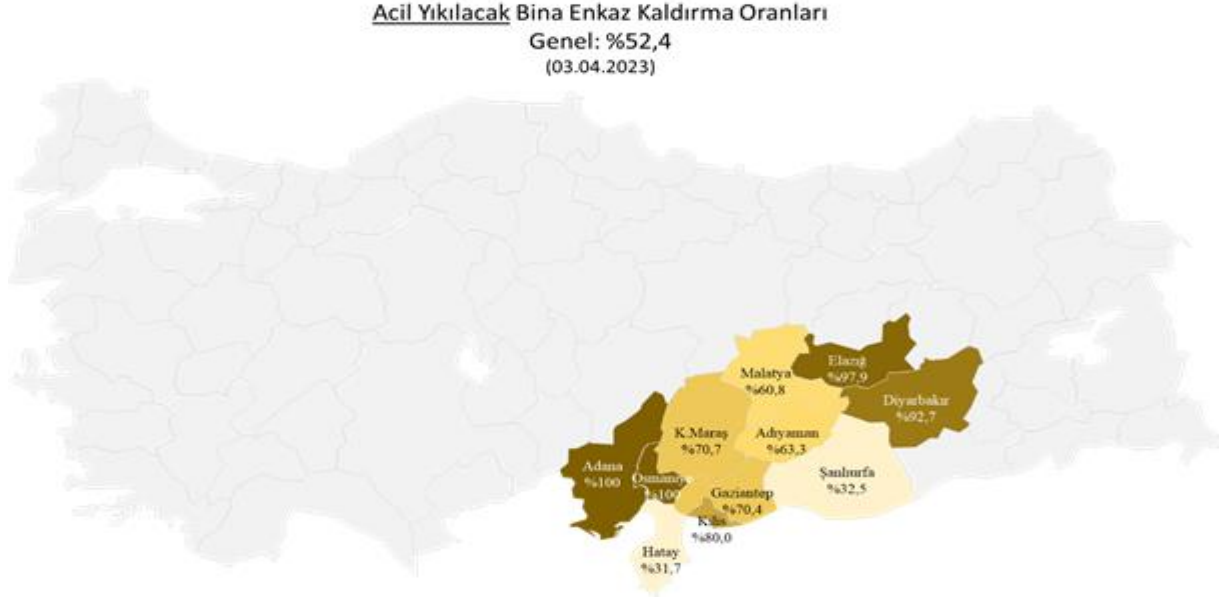 Acil Yıkılacak Bina Enkaz Kaldırma Oranları
Genel: %52,4
(03.04.2023)
Elazığ
%97,9
Malatya
%60,8
Diyarbakır
%92,7
K.Maraş
%70,7
Adıyaman
%63,3
Adana
%100
Osmaniye
%100
Şanlıurfa
%32,5
Gaziantep
%70,4
Kilis
%80,0
Hatay
%31,7